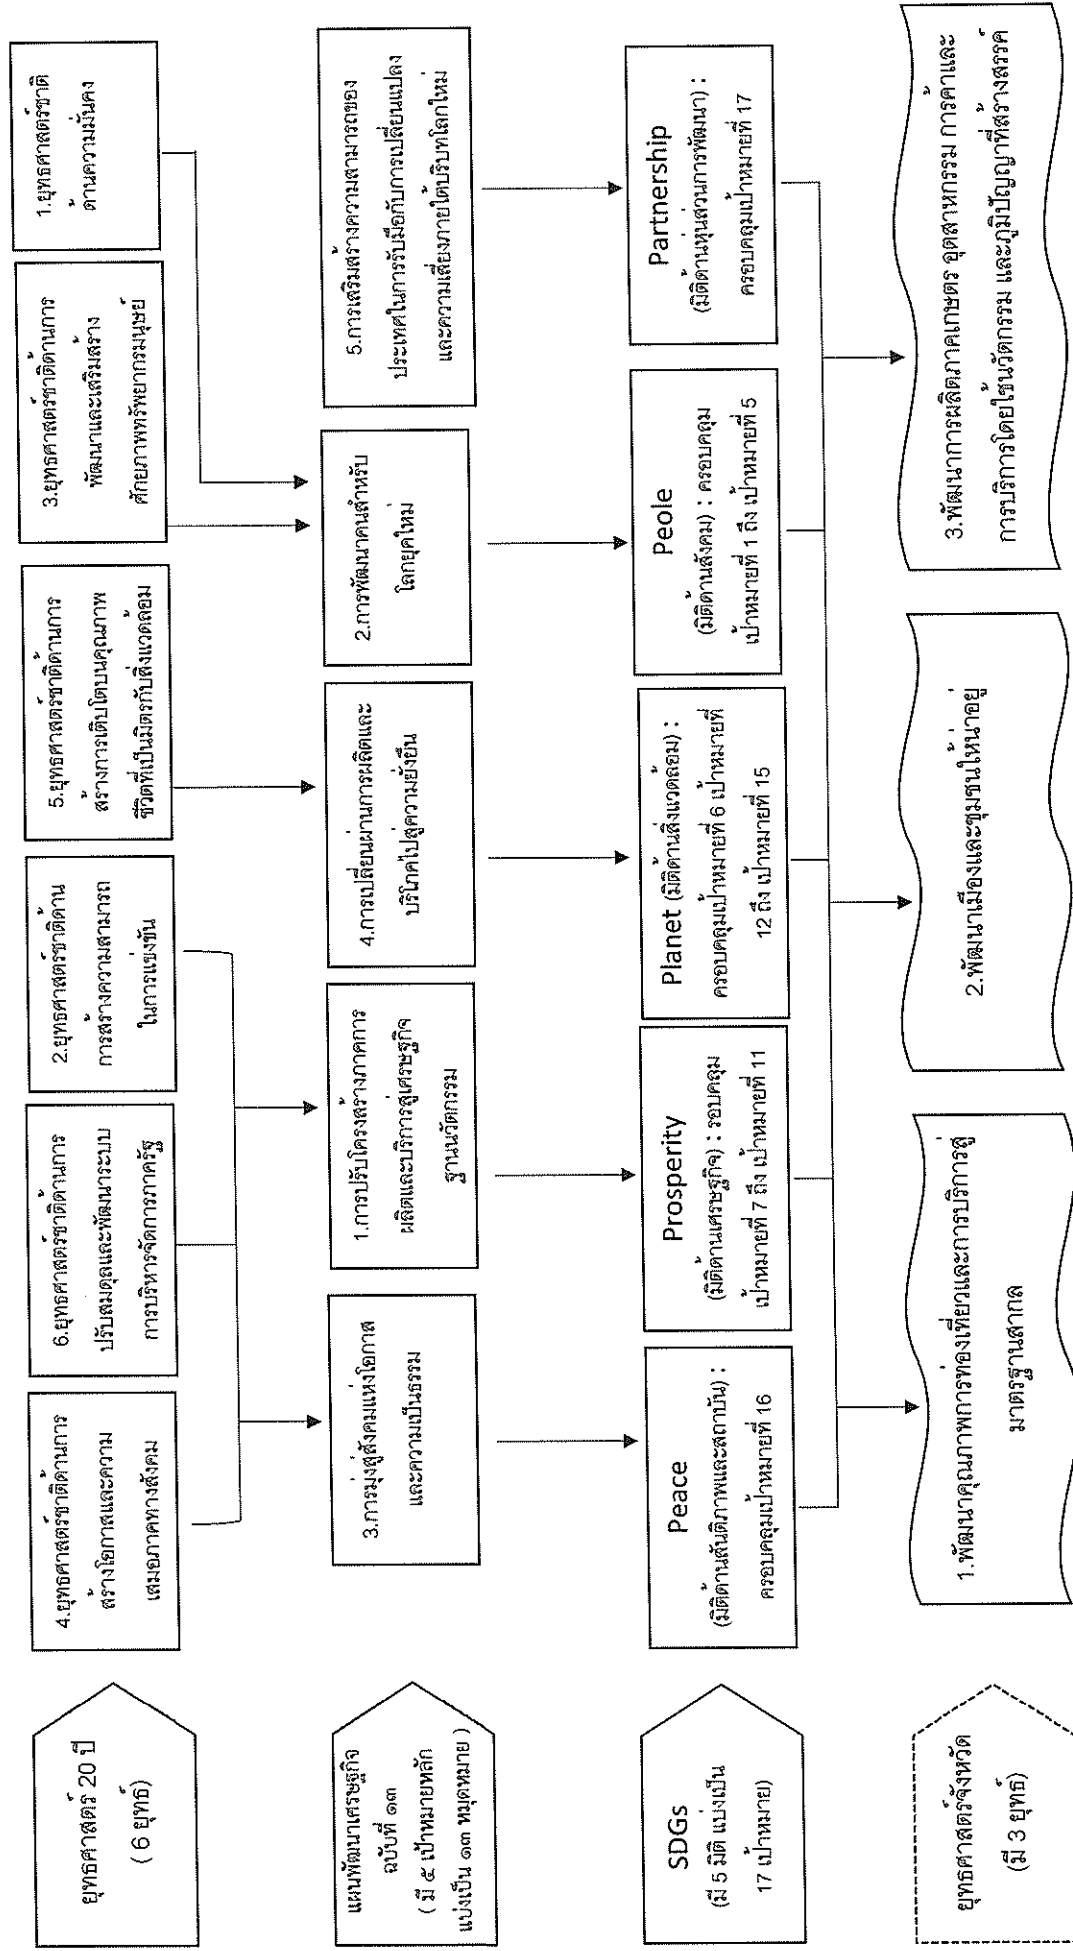 ยุทธศาสตร์ 20 ปี
( 6 ยุทธ์)
4.ยุทธศาสตร์ชาติด้านการ
สร้างโอกาสและความ
เสมอภาคทางสังคม
6.ยุทธศาสตร์ชาติด้านการ
ปรับสมดุลและพัฒนาระบบ
การบริหารจัดการภาครัฐ
2.ยุทธศาสตร์ชาติด้าน
การสร้างความสามารถ
ในการแข่งขัน
5.ยุทธศาสตร์ชาติด้านการ
สร้างการเติบโตบนคุณภาพ
ชีวิตที่เป็นมิตรกับสิ่งแวดล้อม
3.ยุทธศาสตร์ชาติด้านการ
พัฒนาและเสริมสร้าง
ศักยภาพทรัพยากรมนุษย์
1.ยุทธศาสตร์ชาติ
ด้านความมั่นคง
แผนพัฒนาเศรษฐกิจ
ฉบับที่ ๑๓
( มี ๕ เป้าหมายหลัก
แบ่งเป็น ๑๓ หมุดหมาย )
3.การมุ่งสู่สังคมแห่งโอกาส
และความเป็นธรรม
1.การปรับโครงสร้างภาคการ
ผลิตและบริการสู่เศรษฐกิจ
ฐานนวัตกรรม
4.การเปลี่ยนผ่านการผลิตและ
บริโภคไปสู่ความยั่งยืน
2.การพัฒนาคนสำหรับ
โลกยุคใหม่
5.การเสริมสร้างความสามารถของ
ประเทศในการรับมือกับการเปลี่ยนแปลง
และความเสี่ยงภายใต้บริบทโลกใหม่
SDGs
(มี 5 มิติ แบ่งเป็น
17 เป้าหมาย)
Peace
(มิติด้านสันติภาพและสถาบัน) :
ครอบคลุมเป้าหมายที่ 16
Prosperity
(มิติด้านเศรษฐกิจ) : รอบคลุม
เป้าหมายที่ 7 ถึง เป้าหมายที่ 11
Planet (มิติด้านสิ่งแวดล้อม) :
ครอบคลุมเป้าหมายที่ 6 เป้าหมายที่
12 ถึง เป้าหมายที่ 15
Peole
(มิติด้านสังคม) : ครอบคลุม
เป้าหมายที่ 1 ถึง เป้าหมายที่ 5
Partnership
(มิติด้านหุ้นส่วนการพัฒนา) :
ครอบคลุมเป้าหมายที่ 17
ยุทธศาสตร์จังหวัด
(มี 3 ยุทธ์)
1.พัฒนาคุณภาพการท่องเที่ยวและการบริการสู่
มาตรฐานสากล
2.พัฒนาเมืองและชุมชนให้น่าอยู่
3.พัฒนาการผลิตภาคเกษตร อุตสาหกรรม การค้าและ
การบริการโดยใช้นวัตกรรม และภูมิปัญญาที่สร้างสรรค์